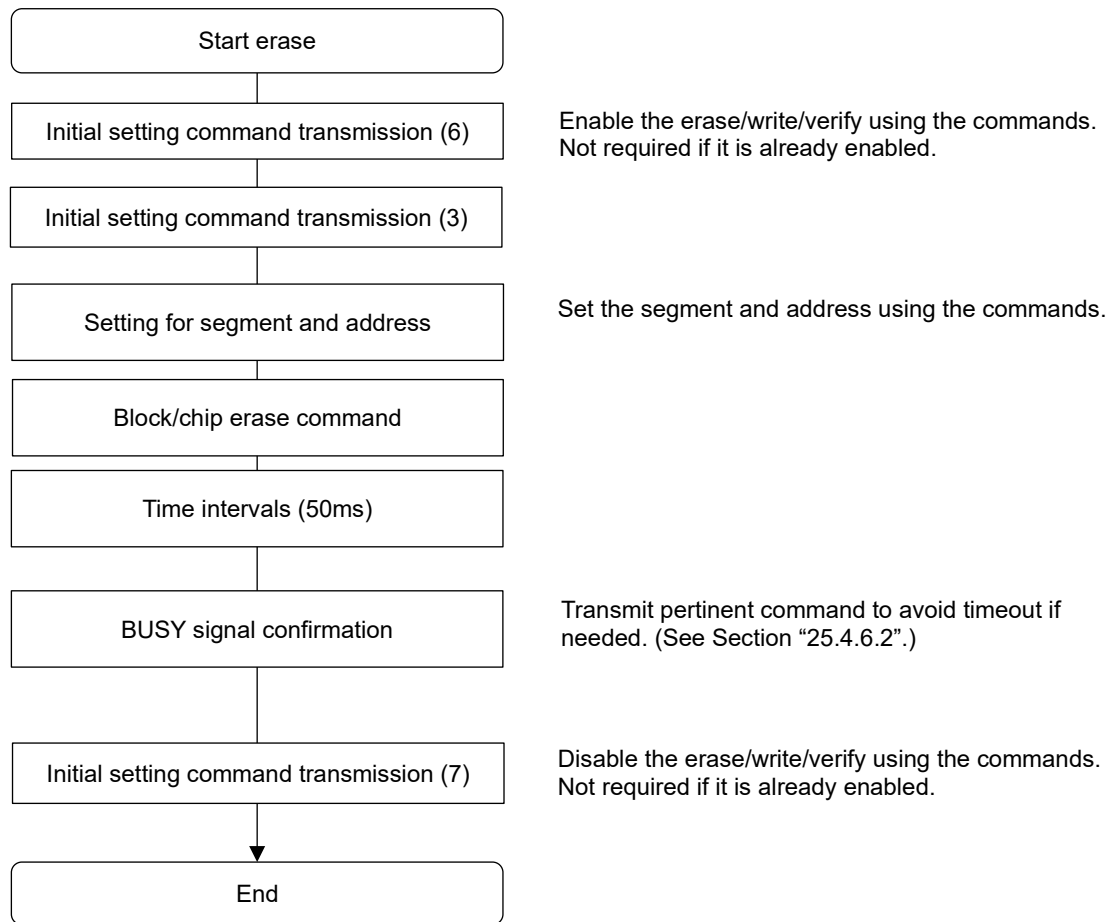 Start erase
Initial setting command transmission (6)
Enable the erase/write/verify using the commands.
Not required if it is already enabled.
Initial setting command transmission (3)
Setting for segment and address
Set the segment and address using the commands.
Block/chip erase command
Time intervals (50ms)
BUSY signal confirmation
Transmit pertinent command to avoid timeout if
needed. (See Section “25.4.6.2”.)
Initial setting command transmission (7)
Disable the erase/write/verify using the commands.
Not required if it is already enabled.
End